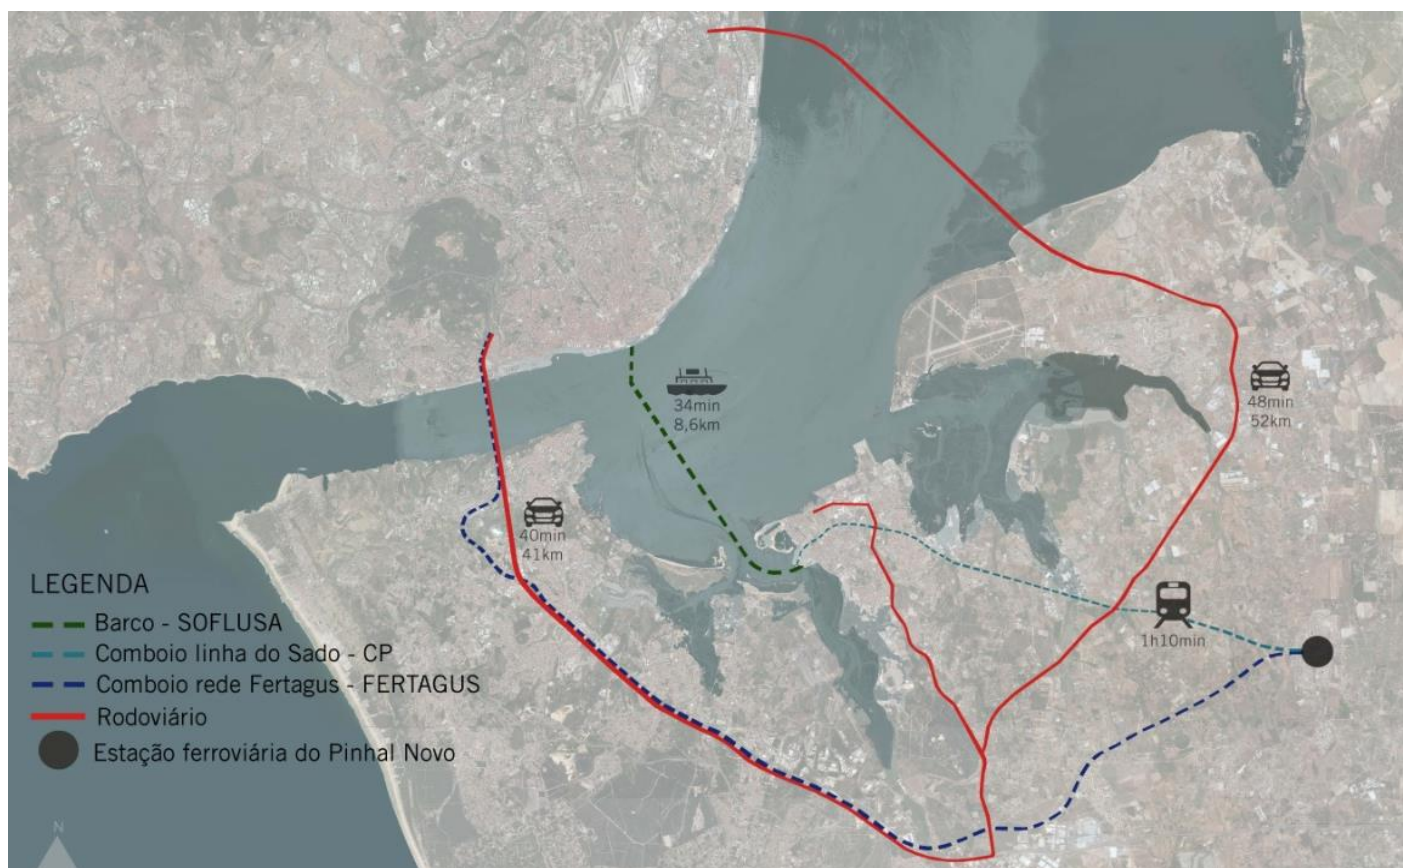 34min
8,6km
48min
52km
40min
41km
1h10min
LEGENDA
Barco - SOFLUSA
Comboio linha do Sado - CP
Comboio rede Fertagus - FERTAGUS
Rodoviário
Estação ferroviária do Pinhal Novo
N